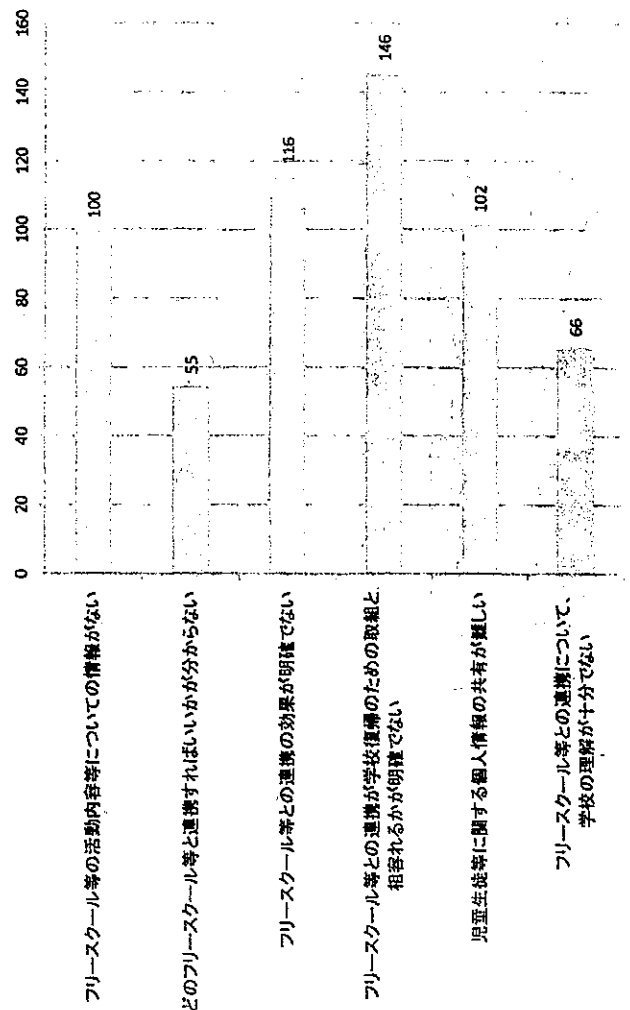 0
20
40
60
80
100
120
140
160
フリースクール等の活動内容等についての情報がない
100
どのフリースクール等と連携すればいいかが分からない
55
フリースクール等との連携の効果が明確でない
116
フリースクール等との連携が学校復帰のための取組と、
相容れるかが明確でない
146
児童生徒等に関する個人情報の共有が難しい
102
フリースクール等との連携について、
学校の理解が十分でない
66